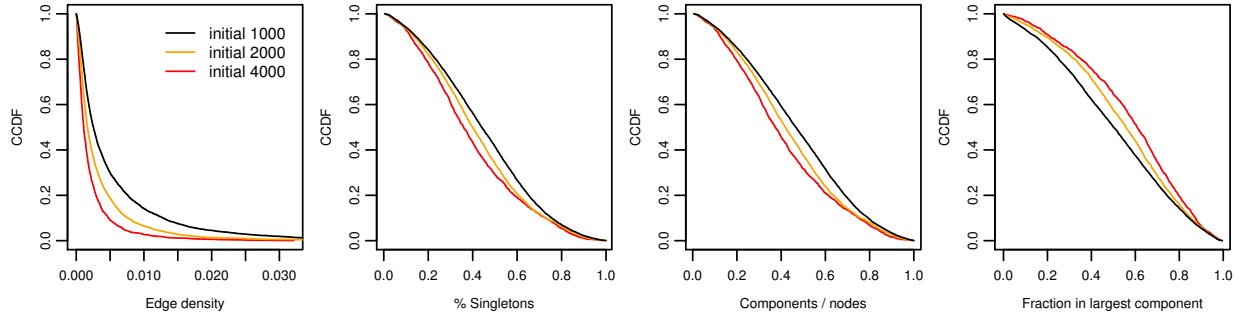 CCDF
0.0 0.2 0.4 0.6 0.8 1.0
initial 1000
initial 2000
initial 4000
0.000 0.010 0.020 0.030
Edge density
CCDF
0.0 0.2 0.4 0.6 0.8 1.0
0.0 0.2 0.4 0.6 0.8 1.0
% Singletons
CCDF
0.0 0.2 0.4 0.6 0.8 1.0
0.0 0.2 0.4 0.6 0.8 1.0
Components / nodes
CCDF
0.0 0.2 0.4 0.6 0.8 1.0
0.0 0.2 0.4 0.6 0.8 1.0
Fraction in largest component